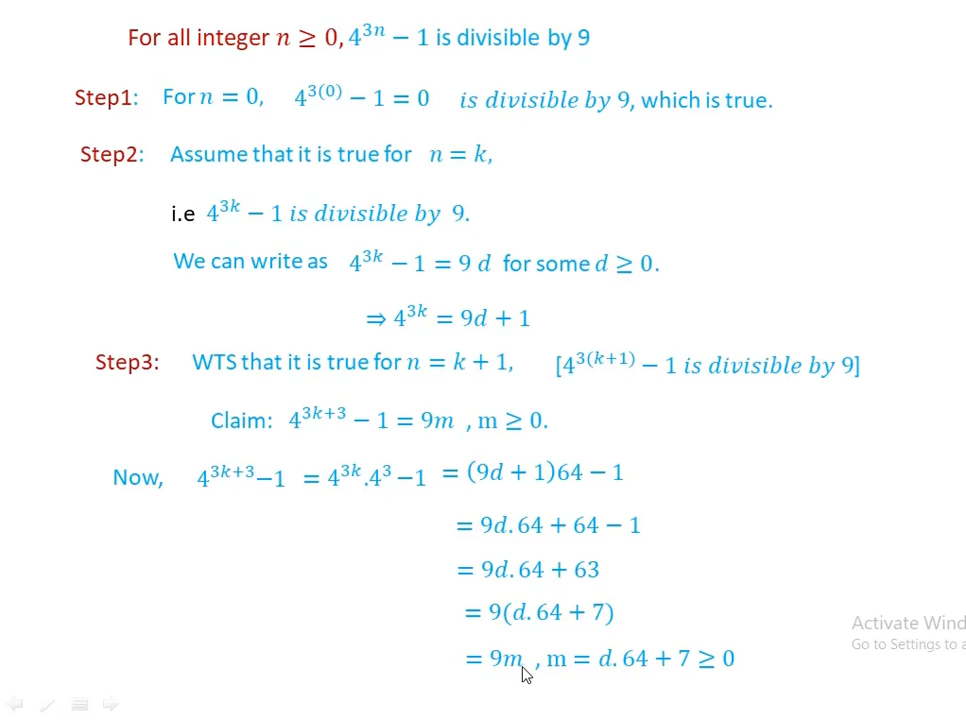 For all integer n ≥ 0, 4^{3n} − 1 is divisible by 9
Step1: For n = 0, 4^{3(0)} − 1 = 0 is divisible by 9, which is true.
Step2: Assume that it is true for n = k,
i.e 4^{3k} − 1 is divisible by 9.
We can write as 4^{3k} − 1 = 9 d for some d ≥ 0.
⇒ 4^{3k} = 9d + 1
Step3: WTS that it is true for n = k + 1, [4^{3(k+1)} − 1 is divisible by 9]
Claim: 4^{3k+3} − 1 = 9m , m ≥ 0.
Now, 4^{3k+3}−1 = 4^{3k}.4^3 −1 = (9d + 1)64 − 1
= 9d. 64 + 64 − 1
= 9d. 64 + 63
= 9(d. 64 + 7)
= 9m , m = d. 64 + 7 ≥ 0
Activate Wind
Go to Settings to a